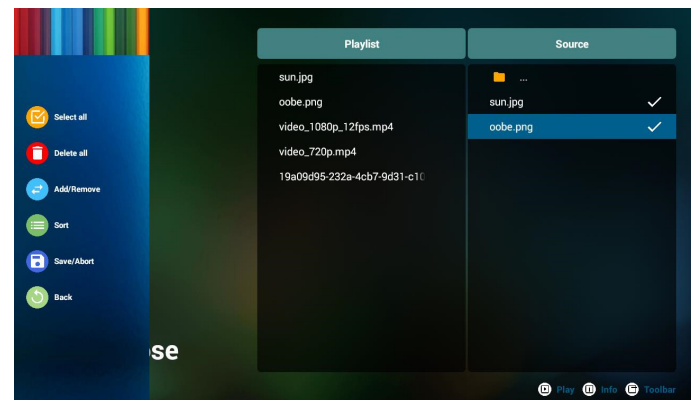 Select all
Delete all
Add/Remove
Sort
Save/Abort
Back
se
Playlist
sun.jpg
oobe.png
video_1080p_12fps.mp4
video_720p.mp4
19a09d95-232a-4cb7-9d31-c10
Source
...
sun.jpg
oobe.png
Play Info Toolbar